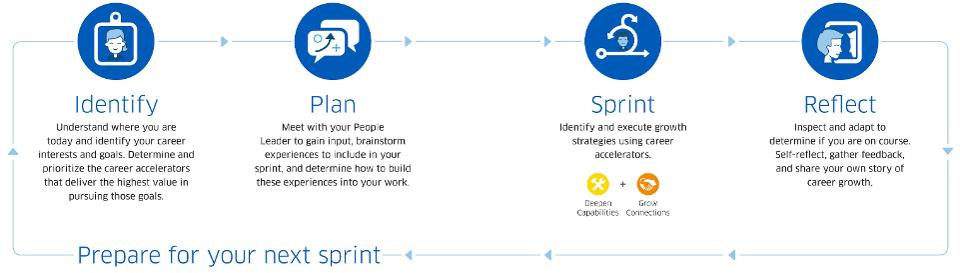 Identify
Understand where you are
today and identify your career
interests and goals. Determine and
prioritize the career accelerators
that deliver the highest value in
pursuing those goals.
Plan
Meet with your People
Leader to gain input, brainstorm
experiences to include in your
sprint, and determine how to build
these experiences into your work.
Sprint
Identify and execute growth
strategies using career
accelerators.
+
Deepen
Capabilities
Grow
Connections
Reflect
Inspect and adapt to
determine if you are on course.
Self-reflect, gather feedback,
and share your own story of
career growth.
Prepare for your next sprint